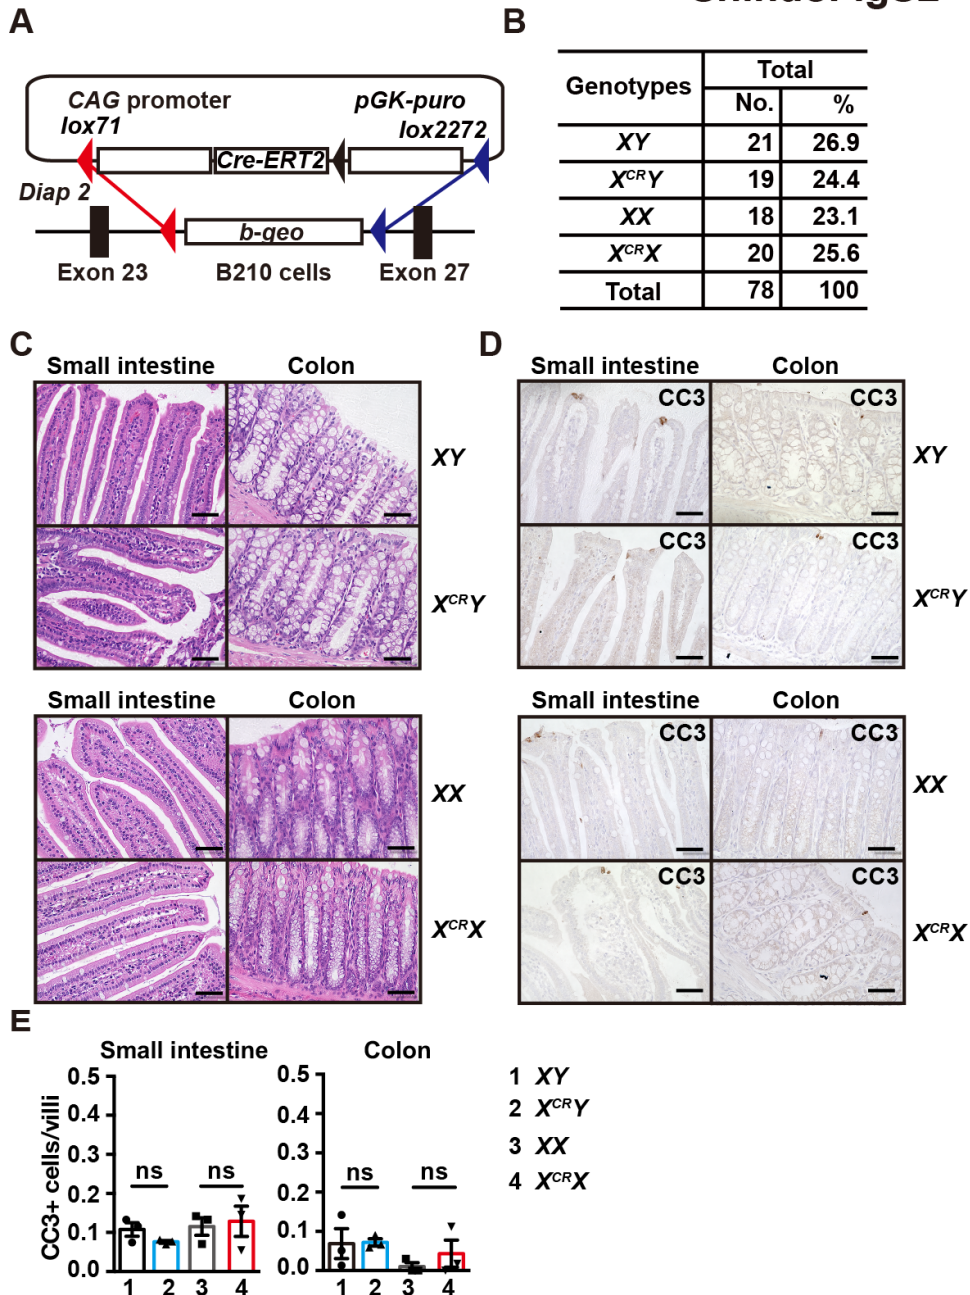 A
CAG promoter
lox71
pGK-puro
lox2272
Cre-ERT2
Diap 2
b-geo
Exon 23
B210 cells
Exon 27
B
Genotypes
Total
No.
%
XY
21
26.9
XCRY
19
24.4
XX
18
23.1
XCRX
20
25.6
Total
78
100
C
Small intestine
Colon
XY
XCRY
Small intestine
Colon
XX
XCRX
D
Small intestine
Colon
CC3
CC3
XY
CC3
CC3
XCRY
Small intestine
Colon
CC3
CC3
XX
CC3
CC3
XCRX
E
Small intestine
CC3+ cells/villi
0.5
0.4
0.3
0.2
0.1
0.0
ns
ns
1 2 3 4
Colon
0.5
0.4
0.3
0.2
0.1
0.0
ns
ns
1 2 3 4
1 XY
2 XCRY
3 XX
4 XCRX